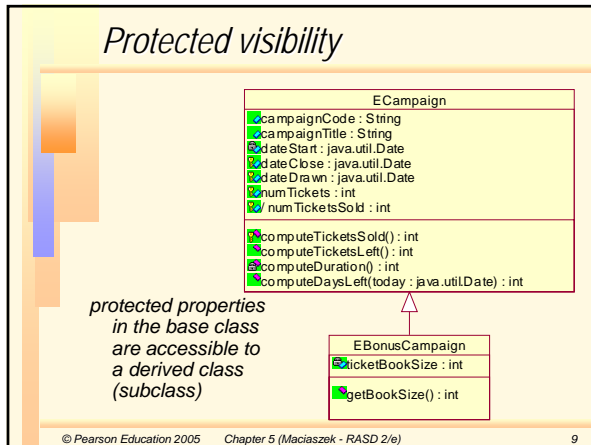 Protected visibility
ECampaign
campaignCode : String
campaignTitle : String
dateStart : java.util.Date
dateClose : java.util.Date
dateDrawn : java.util.Date
numTickets : int
/ numTicketsSold : int
computeTicketsSold() : int
computeTicketsLeft() : int
computeDuration() : int
computeDaysLeft(today : java.util.Date) : int
protected properties
in the base class
are accessible to
a derived class
(subclass)
EBonusCampaign
ticketBookSize : int
getBookSize() : int
© Pearson Education 2005 Chapter 5 (Maciaszek - RASD 2/e) 9